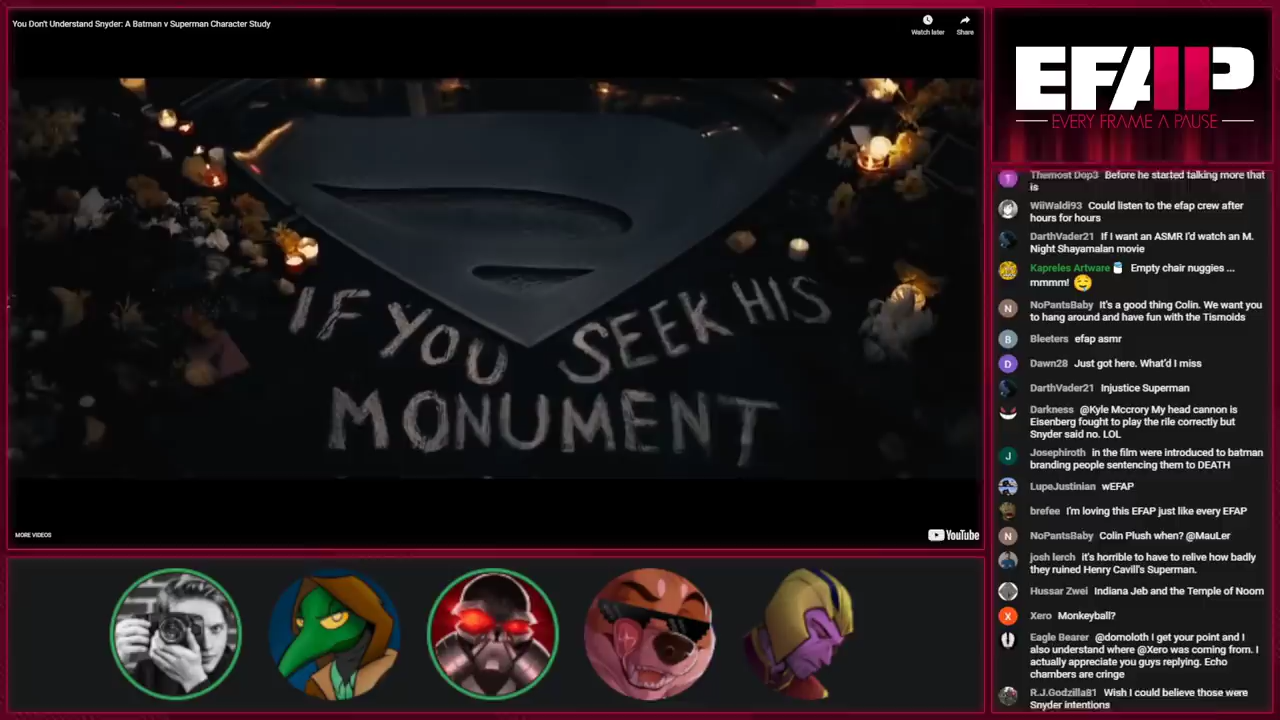 You Don't Understand Snyder: A Batman v Superman Character Study
Watch later
Share
IF YOU SEEK HIS
MONUMENT
MORE VIDEOS
YouTube
EFAP
EVERY FRAME A PAUSE
Themost Dop3 Before he started talking more that
is
WiiWaldi93 Could listen to the efap crew after
hours for hours
DarthVader21 If I want an ASMR I'd watch an M.
Night Shayamalan movie
Kapreles Artware Empty chair nuggies ...
mmmm!
NoPantsBaby It's a good thing Colin. We want you
to hang around and have fun with the Tismoids
Bleeters efap asmr
Dawn28 Just got here. What'd I miss
DarthVader21 Injustice Superman
Darkness @Kyle Mccrory My head cannon is
Eisenberg fought to play the rile correctly but
Snyder said no. LOL
Josephiroth in the film were introduced to batman
branding people sentencing them to DEATH
LupeJustinian wEFAP
brefee I'm loving this EFAP just like every EFAP
NoPantsBaby Colin Plush when? @MauLer
josh lerch it's horrible to have to relive how badly
they ruined Henry Cavill's Superman.
Hussar Zwei Indiana Jeb and the Temple of Noom
Xero Monkeyball?
Eagle Bearer @domoloth I get your point and I
also understand where @Xero was coming from. I
actually appreciate you guys replying. Echo
chambers are cringe
R.J.Godzilla81 Wish I could believe those were
Snyder intentions